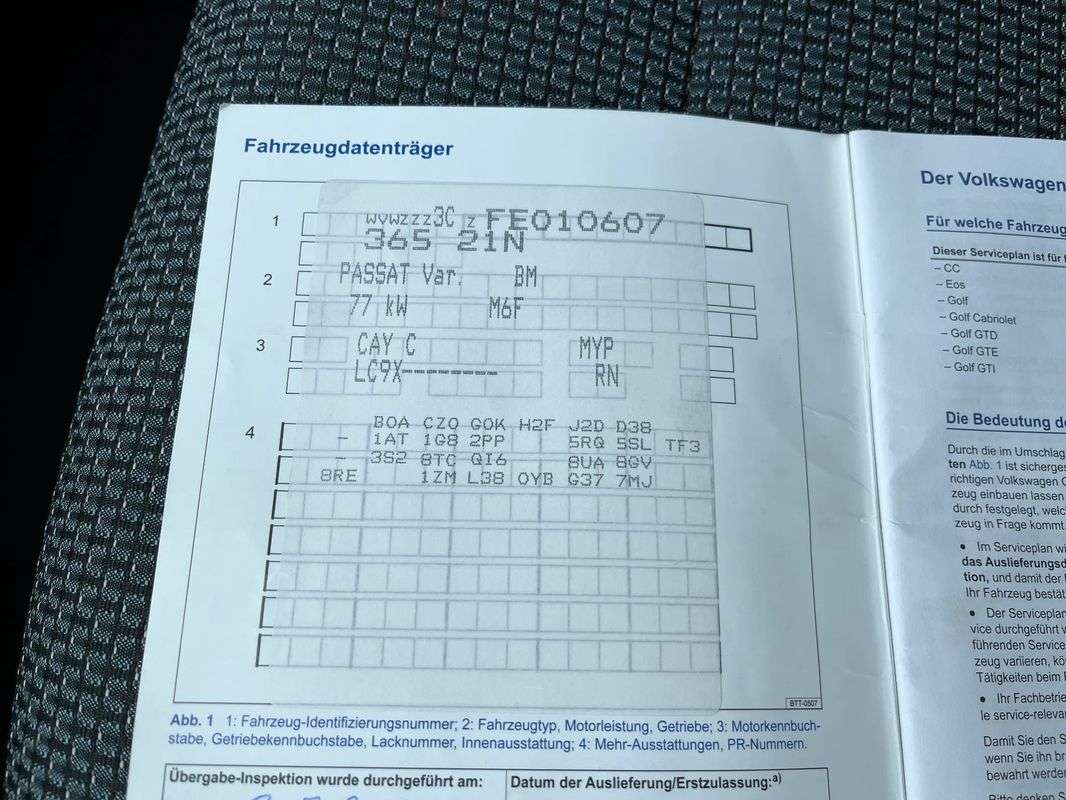 Fahrzeugdatenträger
1
WVWZZZ3C Z FE010607
365 21N
2
PASSAT Var. BM
77 kW M6F
3
CAY C MYP
LC9X-------- RN
4
BOA CZO GOK H2F J2D D38
- 1AT 1G8 2PP 5RQ 5SL TF3
- 3S2 8TC QI6 8UA 8GV
8RE 1ZM L38 OYB G37 7MJ
BTT-0507
Abb. 1 1: Fahrzeug-Identifizierungsnummer; 2: Fahrzeugtyp, Motorleistung, Getriebe; 3: Motorkennbuch-
stabe, Getriebekennbuchstabe, Lacknummer, Innenausstattung; 4: Mehr-Ausstattungen, PR-Nummern.
Übergabe-Inspektion wurde durchgeführt am:
Datum der Auslieferung/Erstzulassung:a)
Der Volkswagen
Für welche Fahrzeug
Dieser Serviceplan ist für
– CC
– Eos
– Golf
– Golf Cabriolet
– Golf GTD
– Golf GTE
– Golf GTI
Die Bedeutung de
Durch die im Umschlag
ten Abb. 1 ist sicherges
richtigen Volkswagen
zeug einbauen lassen
durch festgelegt, welc
zeug in Frage kommt
● Im Serviceplan wi
das Auslieferungsd
tion, und damit der
Ihr Fahrzeug bestät
● Der Serviceplan
vice durchgeführt
führenden Service
zeug variieren, kö
Tätigkeiten beim
● Ihr Fachbetrie
le service-relevan
Damit Sie den S
wenn Sie ihn br
bewahrt werden
Bitte denken S